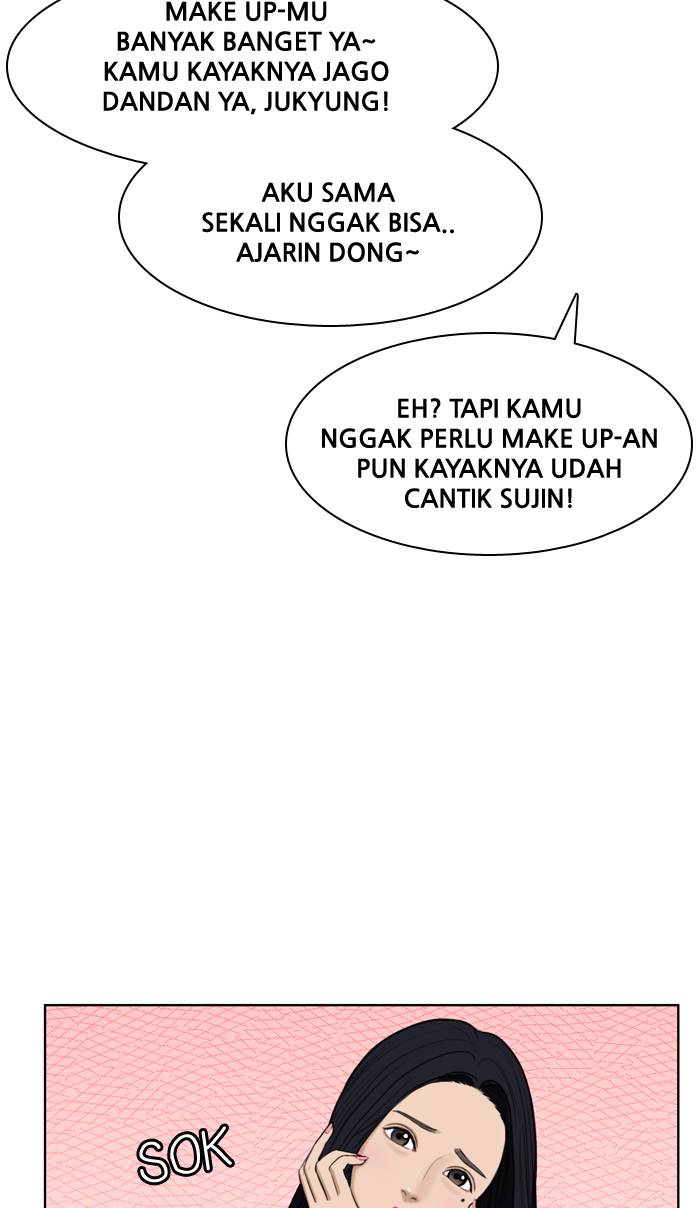 MAKE UP-MU
BANYAK BANGET YA~
KAMU KAYAKNYA JAGO
DANDAN YA, JUKYUNG!
AKU SAMA
SEKALI NGGAK BISA..
AJARIN DONG~
EH? TAPI KAMU
NGGAK PERLU MAKE UP-AN
PUN KAYAKNYA UDAH
CANTIK SUJIN!
SOK